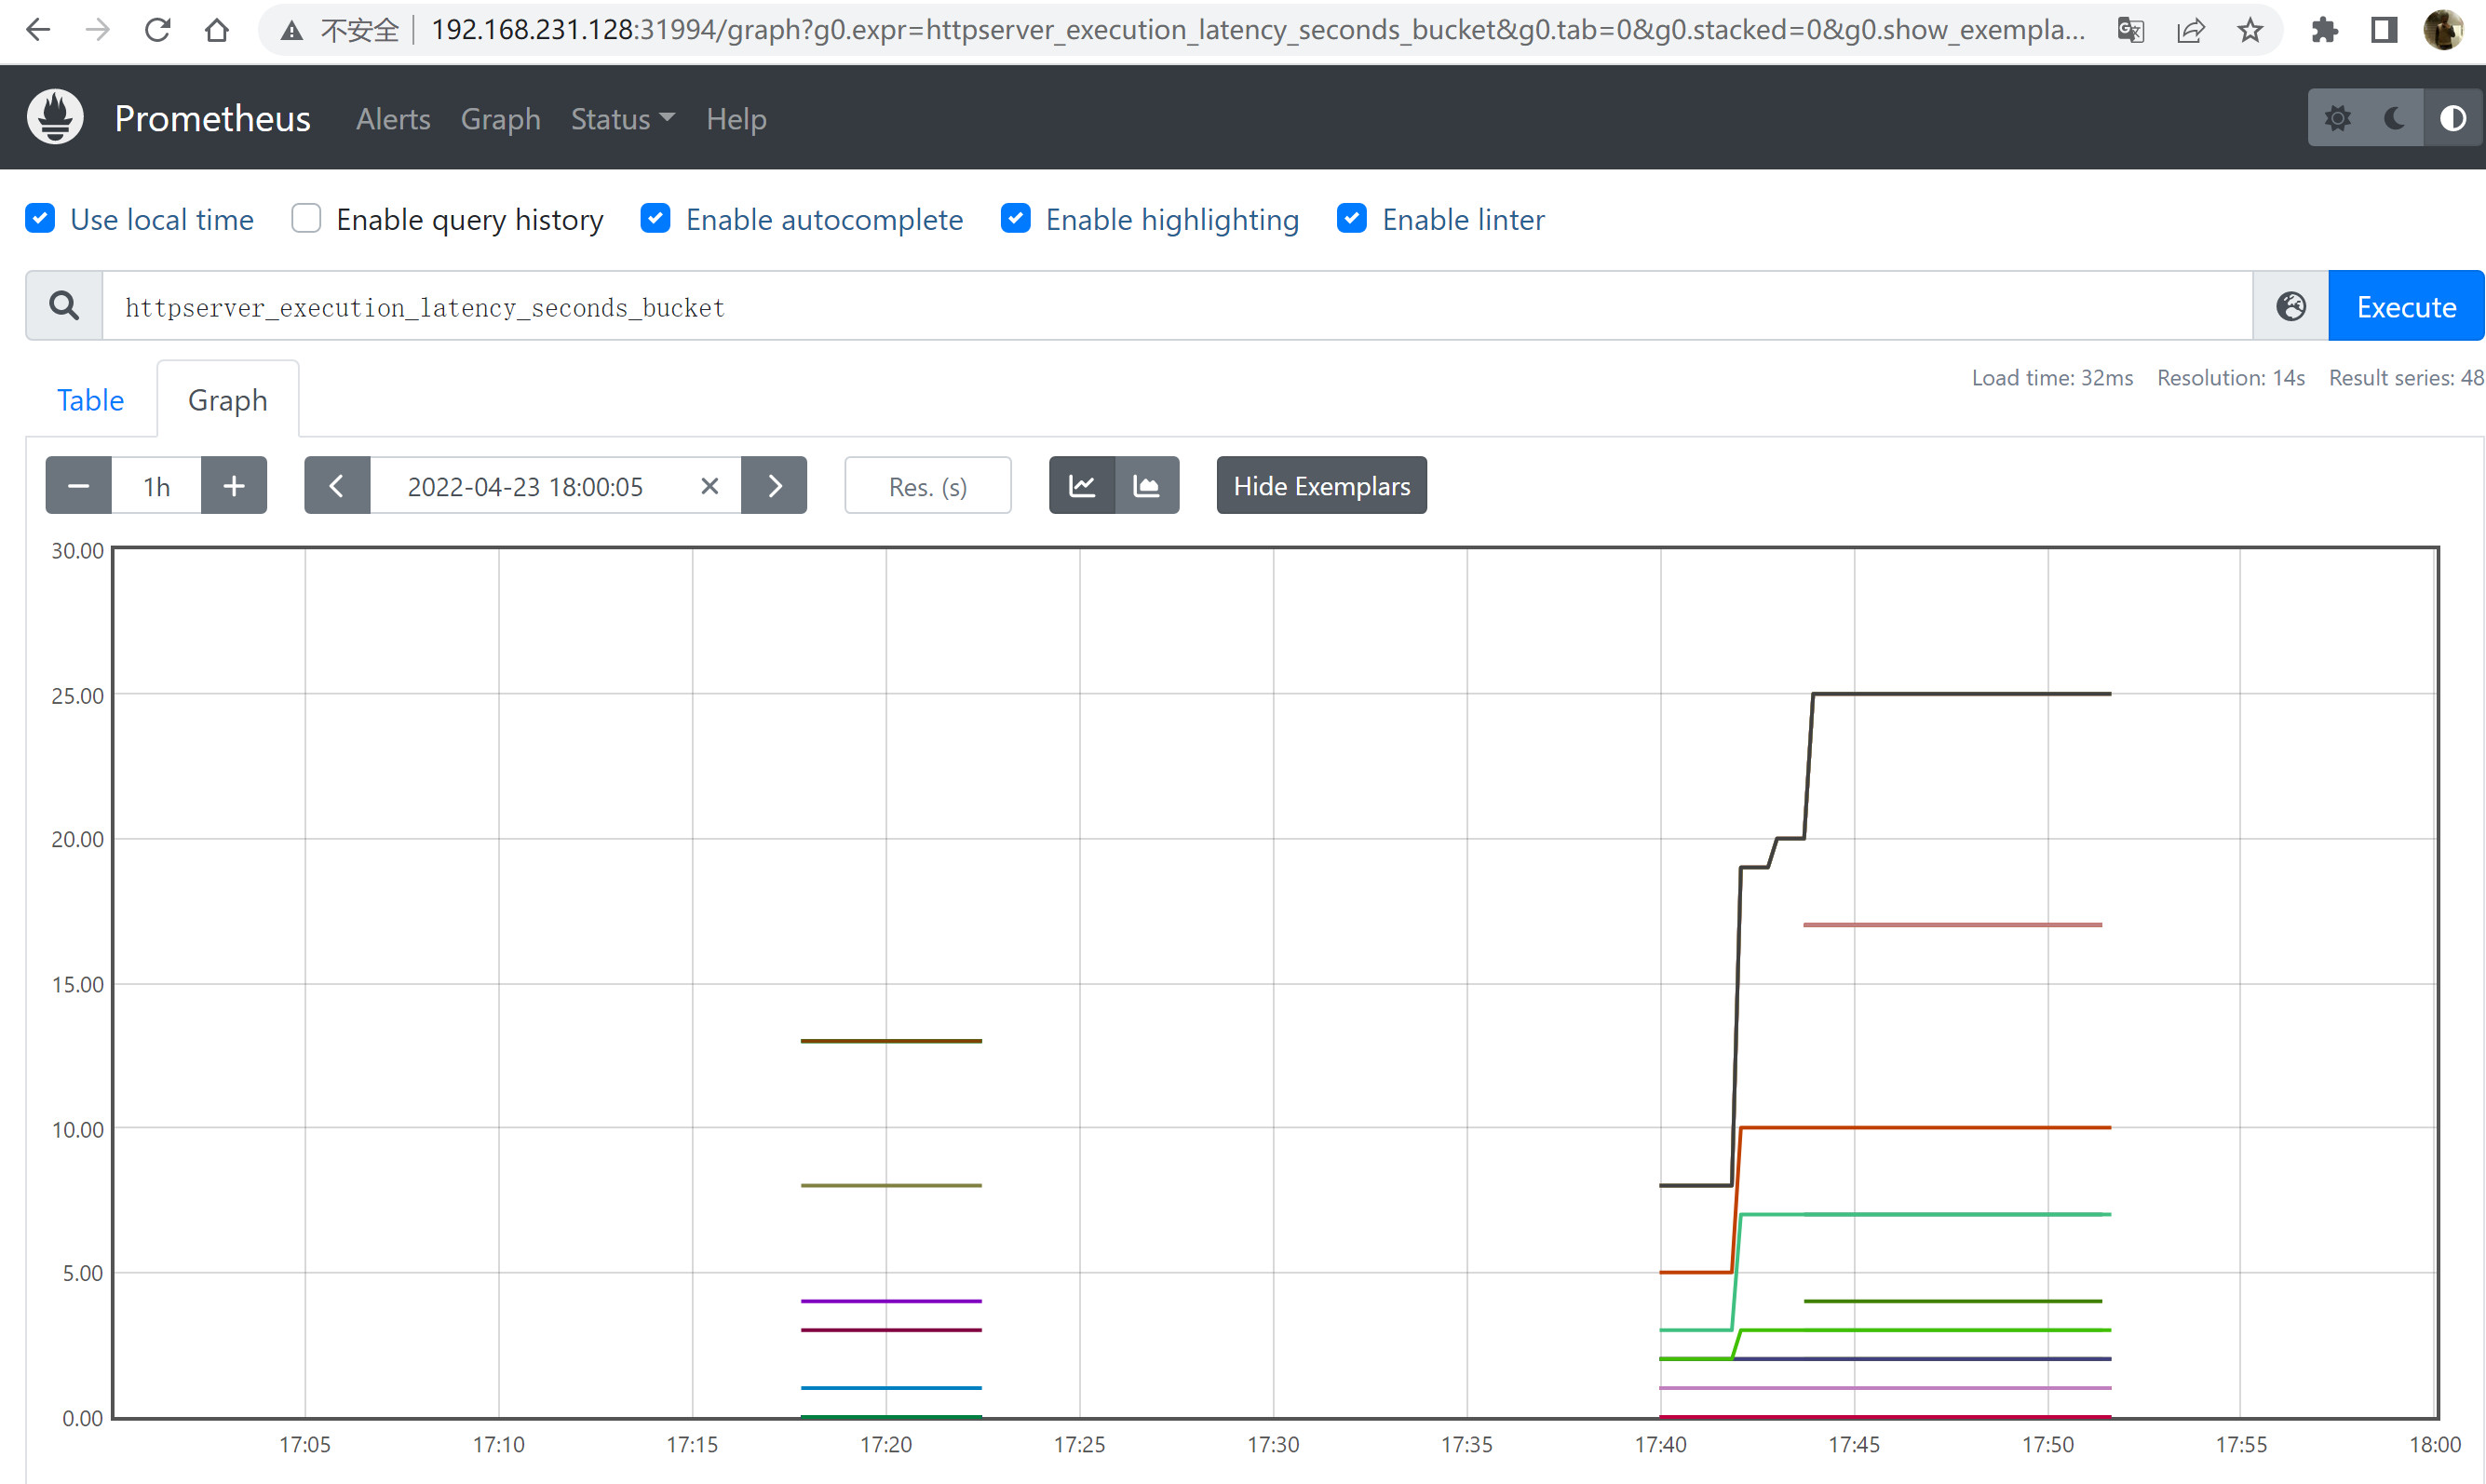 不安全 192.168.231.128:31994/graph?g0.expr=httpserver_execution_latency_seconds_bucket&g0.tab=0&g0.stacked=0&g0.show_exempla...
Prometheus Alerts Graph Status Help
Use local time Enable query history Enable autocomplete Enable highlighting Enable linter
httpserver_execution_latency_seconds_bucket Execute
Table Graph Load time: 32ms Resolution: 14s Result series: 48
1h 2022-04-23 18:00:05 Res. (s) Hide Exemplars
30.00
25.00
20.00
15.00
10.00
5.00
0.00
17:05 17:10 17:15 17:20 17:25 17:30 17:35 17:40 17:45 17:50 17:55 18:00